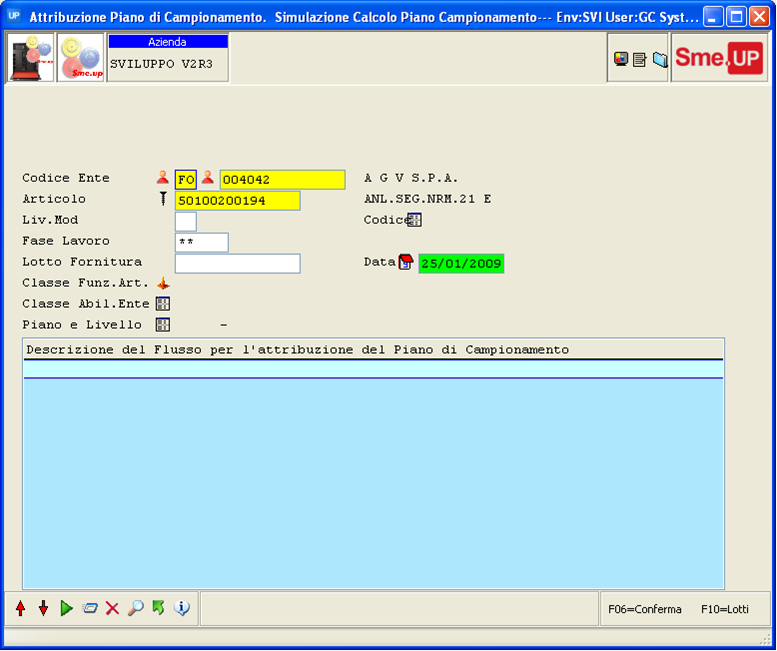 UP Attribuzione Piano di Campionamento. Simulazione Calcolo Piano Campionamento--- Env:SVI User:GC Syst...
Azienda
SVILUPPO V2R3
Sme.up
Sme.up
Sme.UP
Codice Ente FO 004042 A G V S.P.A.
Articolo 50100200194 ANL.SEG.NRM.21 E
Liv.Mod Codice
Fase Lavoro **
Lotto Fornitura Data 25/01/2009
Classe Funz.Art.
Classe Abil.Ente
Piano e Livello –
Descrizione del Flusso per l'attribuzione del Piano di Campionamento
F06=Conferma F10=Lotti